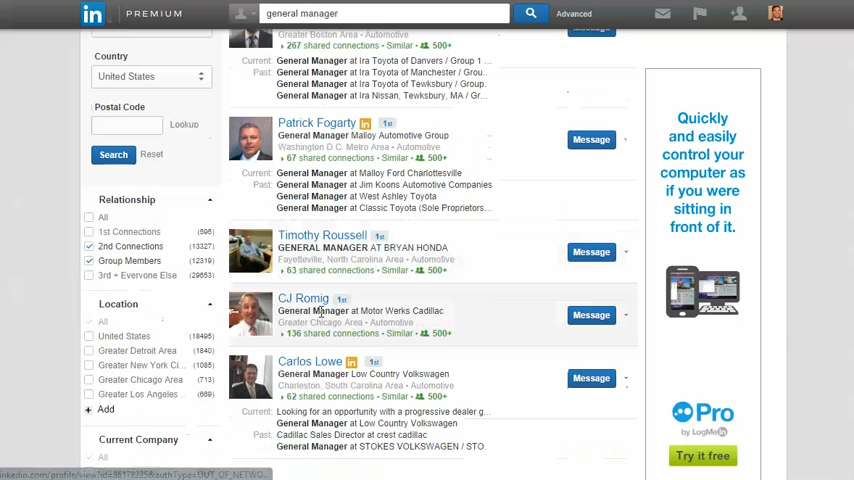 in PREMIUM general manager Advanced
Greater Boston Area • Automotive
267 shared connections • Similar • 500+
Message
Current: General Manager at Ira Toyota of Danvers / Group 1 ...
Past: General Manager at Ira Toyota of Manchester / Grou...
General Manager at Ira Toyota of Tewksbury / Group...
General Manager at Ira Nissan, Tewksbury, MA / Gr...
Country
United States
Postal Code
Lookup
Search Reset
Relationship
All
1st Connections (595)
2nd Connections (13327)
Group Members (12319)
3rd + Everyone Else (29653)
Location
All
United States (18495)
Greater Detroit Area (1840)
Greater New York Ci... (1085)
Greater Chicago Area (713)
Greater Los Angeles ... (669)
+ Add
Current Company
All
Patrick Fogarty in 1st
General Manager Malloy Automotive Group
Washington D.C. Metro Area • Automotive
67 shared connections • Similar • 500+
Message
Current: General Manager at Malloy Ford Charlottesville
Past: General Manager at Jim Koons Automotive Companies
General Manager at West Ashley Toyota
General Manager at Classic Toyota (Sole Proprietors...
Timothy Roussell 1st
GENERAL MANAGER AT BRYAN HONDA
Fayetteville, North Carolina Area • Automotive
63 shared connections • Similar • 500+
Message
CJ Romig 1st
General Manager at Motor Werks Cadillac
Greater Chicago Area • Automotive
136 shared connections • Similar • 500+
Message
Carlos Lowe in 1st
General Manager Low Country Volkswagen
Charleston, South Carolina Area • Automotive
62 shared connections • Similar • 500+
Message
Current: Looking for an opportunity with a progressive dealer g...
General Manager at Low Country Volkswagen
Past: Cadillac Sales Director at crest cadillac
General Manager at STOKES VOLKSWAGEN / STO...
Quickly
and easily
control your
computer as
if you were
sitting in
front of it.
Pro
by LogMeIn
Try it free